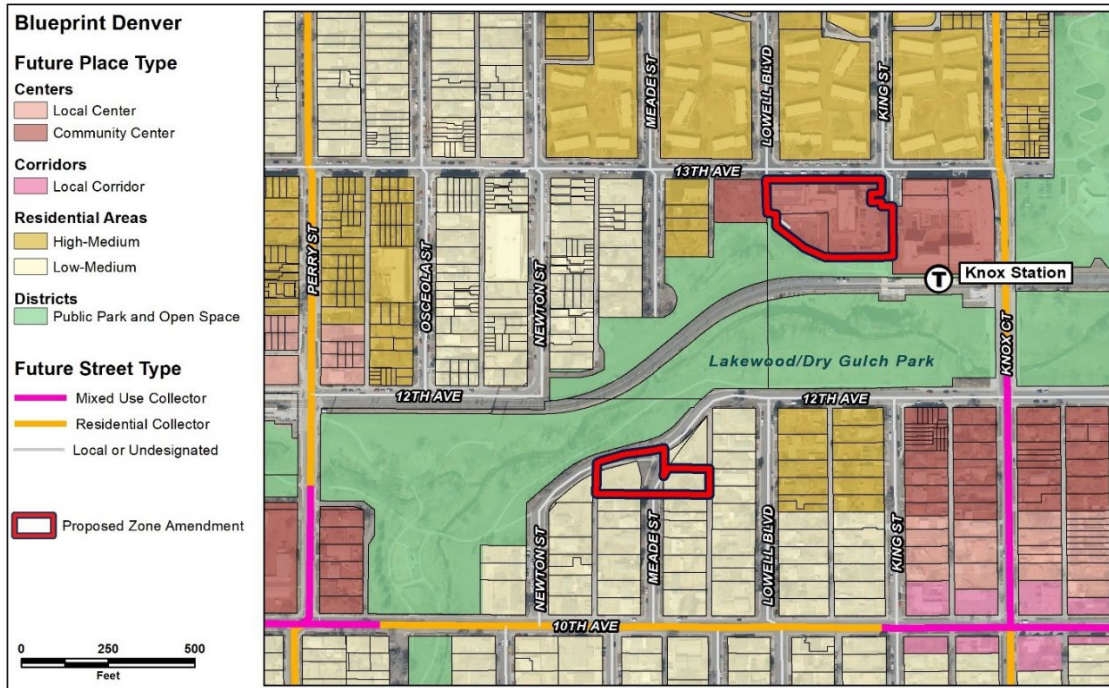 Blueprint Denver
Future Place Type
Centers
Local Center
Community Center
Corridors
Local Corridor
Residential Areas
High-Medium
Low-Medium
Districts
Public Park and Open Space
Future Street Type
Mixed Use Collector
Residential Collector
Local or Undesignated
Proposed Zone Amendment
0 250 500
Feet
MEADE ST
LOWELL BLVD
KING ST
13TH AVE
PERRY ST
OSCEOLA ST
NEWTON ST
T Knox Station
KNOX CT
Lakewood/Dry Gulch Park
12TH AVE
12TH AVE
NEWTON ST
MEADE ST
LOWELL BLVD
KING ST
10TH AVE